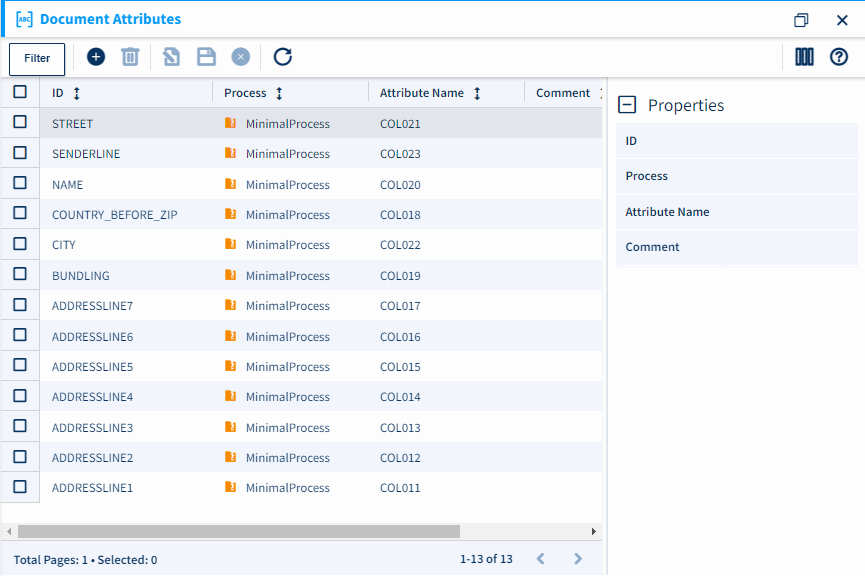 ABC Document Attributes
Filter
ID Process Attribute Name Comment
STREET MinimalProcess COL021
SENDERLINE MinimalProcess COL023
NAME MinimalProcess COL020
COUNTRY_BEFORE_ZIP MinimalProcess COL018
CITY MinimalProcess COL022
BUNDLING MinimalProcess COL019
ADDRESSLINE7 MinimalProcess COL017
ADDRESSLINE6 MinimalProcess COL016
ADDRESSLINE5 MinimalProcess COL015
ADDRESSLINE4 MinimalProcess COL014
ADDRESSLINE3 MinimalProcess COL013
ADDRESSLINE2 MinimalProcess COL012
ADDRESSLINE1 MinimalProcess COL011
Total Pages: 1 • Selected: 0 1-13 of 13
Properties
ID
Process
Attribute Name
Comment